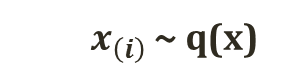 x(i) ~ q(x)